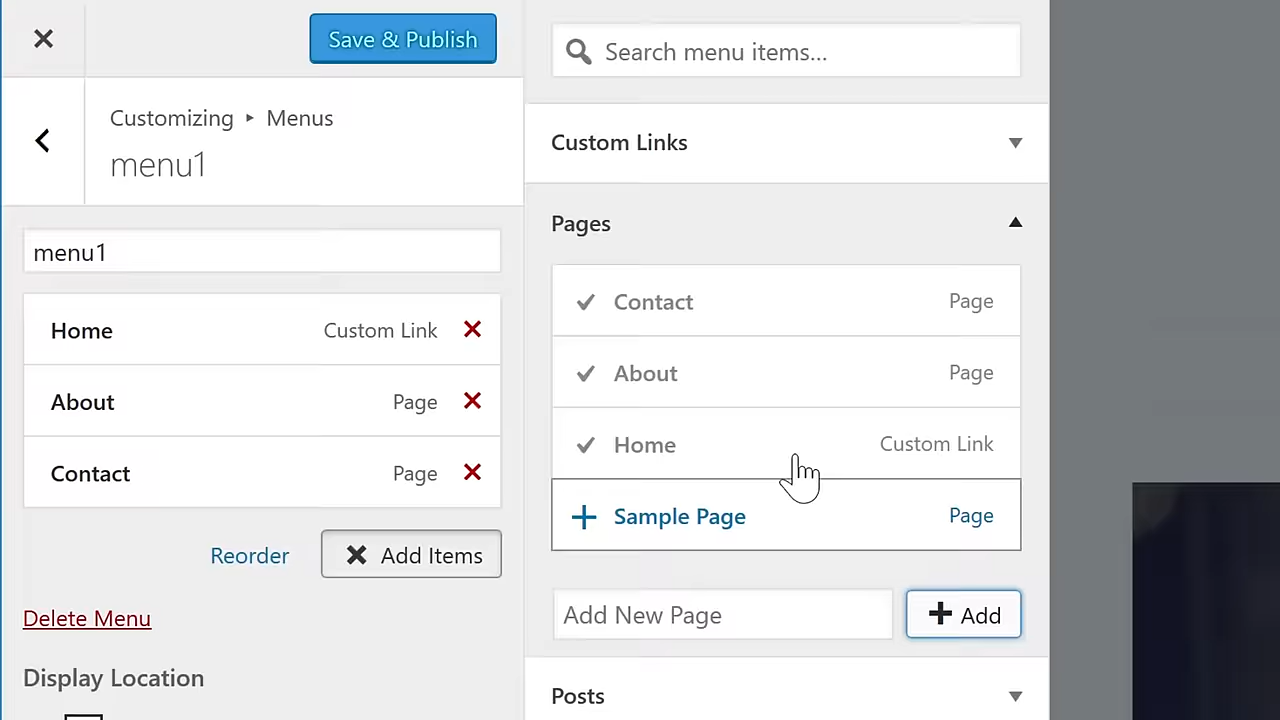 Save & Publish
Customizing ▸ Menus
menu1
menu1
Home Custom Link
About Page
Contact Page
Reorder
Add Items
Delete Menu
Display Location
Search menu items...
Custom Links
Pages
Contact Page
About Page
Home Custom Link
Sample Page Page
Add New Page
Add
Posts